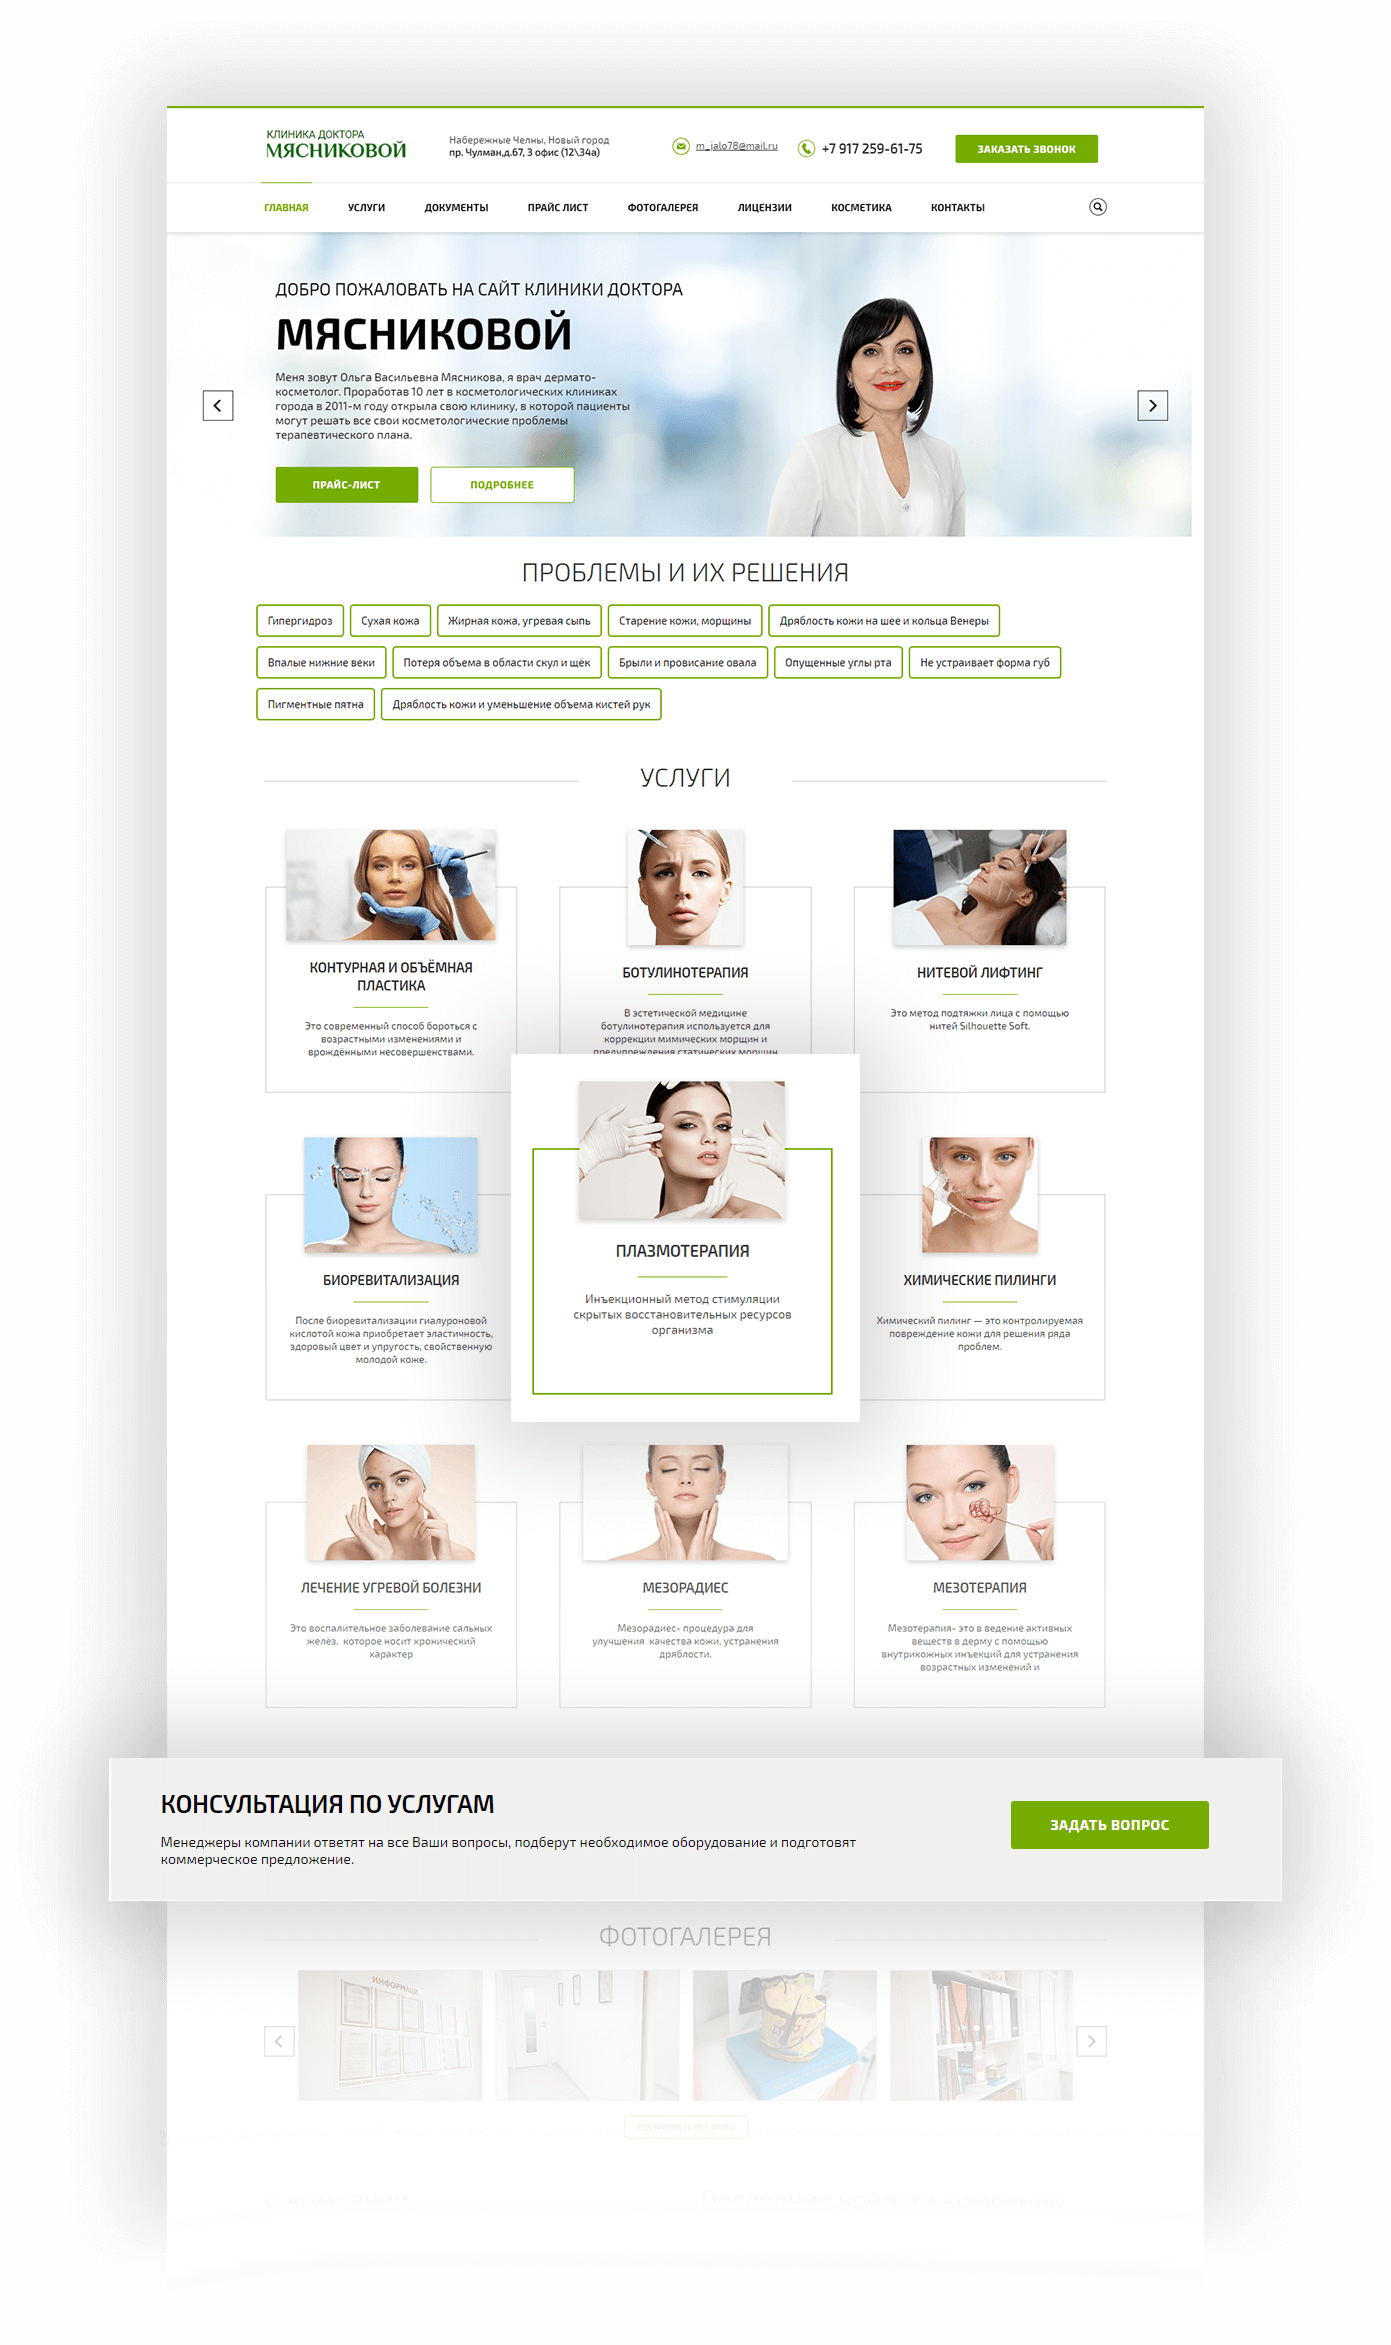 КЛИНИКА ДОКТОРА
МЯСНИКОВОЙ
Набережные Челны, Новый город
пр. Чулман,д.67, 3 офис (12\34а)
m_jalo78@mail.ru
+7 917 259-61-75
ЗАКАЗАТЬ ЗВОНОК
ГЛАВНАЯ УСЛУГИ ДОКУМЕНТЫ ПРАЙС ЛИСТ ФОТОГАЛЕРЕЯ ЛИЦЕНЗИИ КОСМЕТИКА КОНТАКТЫ
ДОБРО ПОЖАЛОВАТЬ НА САЙТ КЛИНИКИ ДОКТОРА
МЯСНИКОВОЙ
Меня зовут Ольга Васильевна Мясникова, я врач дермато-
косметолог. Проработав 10 лет в косметологических клиниках
города в 2011-м году открыла свою клинику, в которой пациенты
могут решать все свои косметологические проблемы
терапевтического плана.
ПРАЙС-ЛИСТ ПОДРОБНЕЕ
ПРОБЛЕМЫ И ИХ РЕШЕНИЯ
Гипергидроз Сухая кожа Жирная кожа, угревая сыпь Старение кожи, морщины Дряблость кожи на шее и кольца Венеры
Впалые нижние веки Потеря объема в области скул и щёк Брыли и провисание овала Опущенные углы рта Не устраивает форма губ
Пигментные пятна Дряблость кожи и уменьшение объема кистей рук
УСЛУГИ
КОНТУРНАЯ И ОБЪЁМНАЯ
ПЛАСТИКА
Это современный способ бороться с
возрастными изменениями и
врождёнными несовершенствами.
БОТУЛИНОТЕРАПИЯ
В эстетической медицине
ботулинотерапия используется для
коррекции мимических морщин и
предупреждения статических морщин
НИТЕВОЙ ЛИФТИНГ
Это метод подтяжки лица с помощью
нитей Silhouette Soft.
БИОРЕВИТАЛИЗАЦИЯ
После биоревитализации гиалуроновой
кислотой кожа приобретает эластичность,
здоровый цвет и упругость, свойственную
молодой коже.
ПЛАЗМОТЕРАПИЯ
Инъекционный метод стимуляции
скрытых восстановительных ресурсов
организма
ХИМИЧЕСКИЕ ПИЛИНГИ
Химический пилинг — это контролируемая
повреждение кожи для решения ряда
проблем.
ЛЕЧЕНИЕ УГРЕВОЙ БОЛЕЗНИ
Это воспалительное заболевание сальных
желёз, которое носит хронический
характер
МЕЗОРАДИЕС
Мезорадиес- процедура для
улучшения качества кожи, устранения
дряблости.
МЕЗОТЕРАПИЯ
Мезотерапия- это в ведение активных
веществ в дерму с помощью
внутрикожных инъекций для устранения
возрастных изменений и
КОНСУЛЬТАЦИЯ ПО УСЛУГАМ
Менеджеры компании ответят на все Ваши вопросы, подберут необходимое оборудование и подготовят
коммерческое предложение.
ЗАДАТЬ ВОПРОС
ФОТОГАЛЕРЕЯ
ПОСМОТРЕТЬ ВСЕ ФОТО
О компании
Последние новости компании